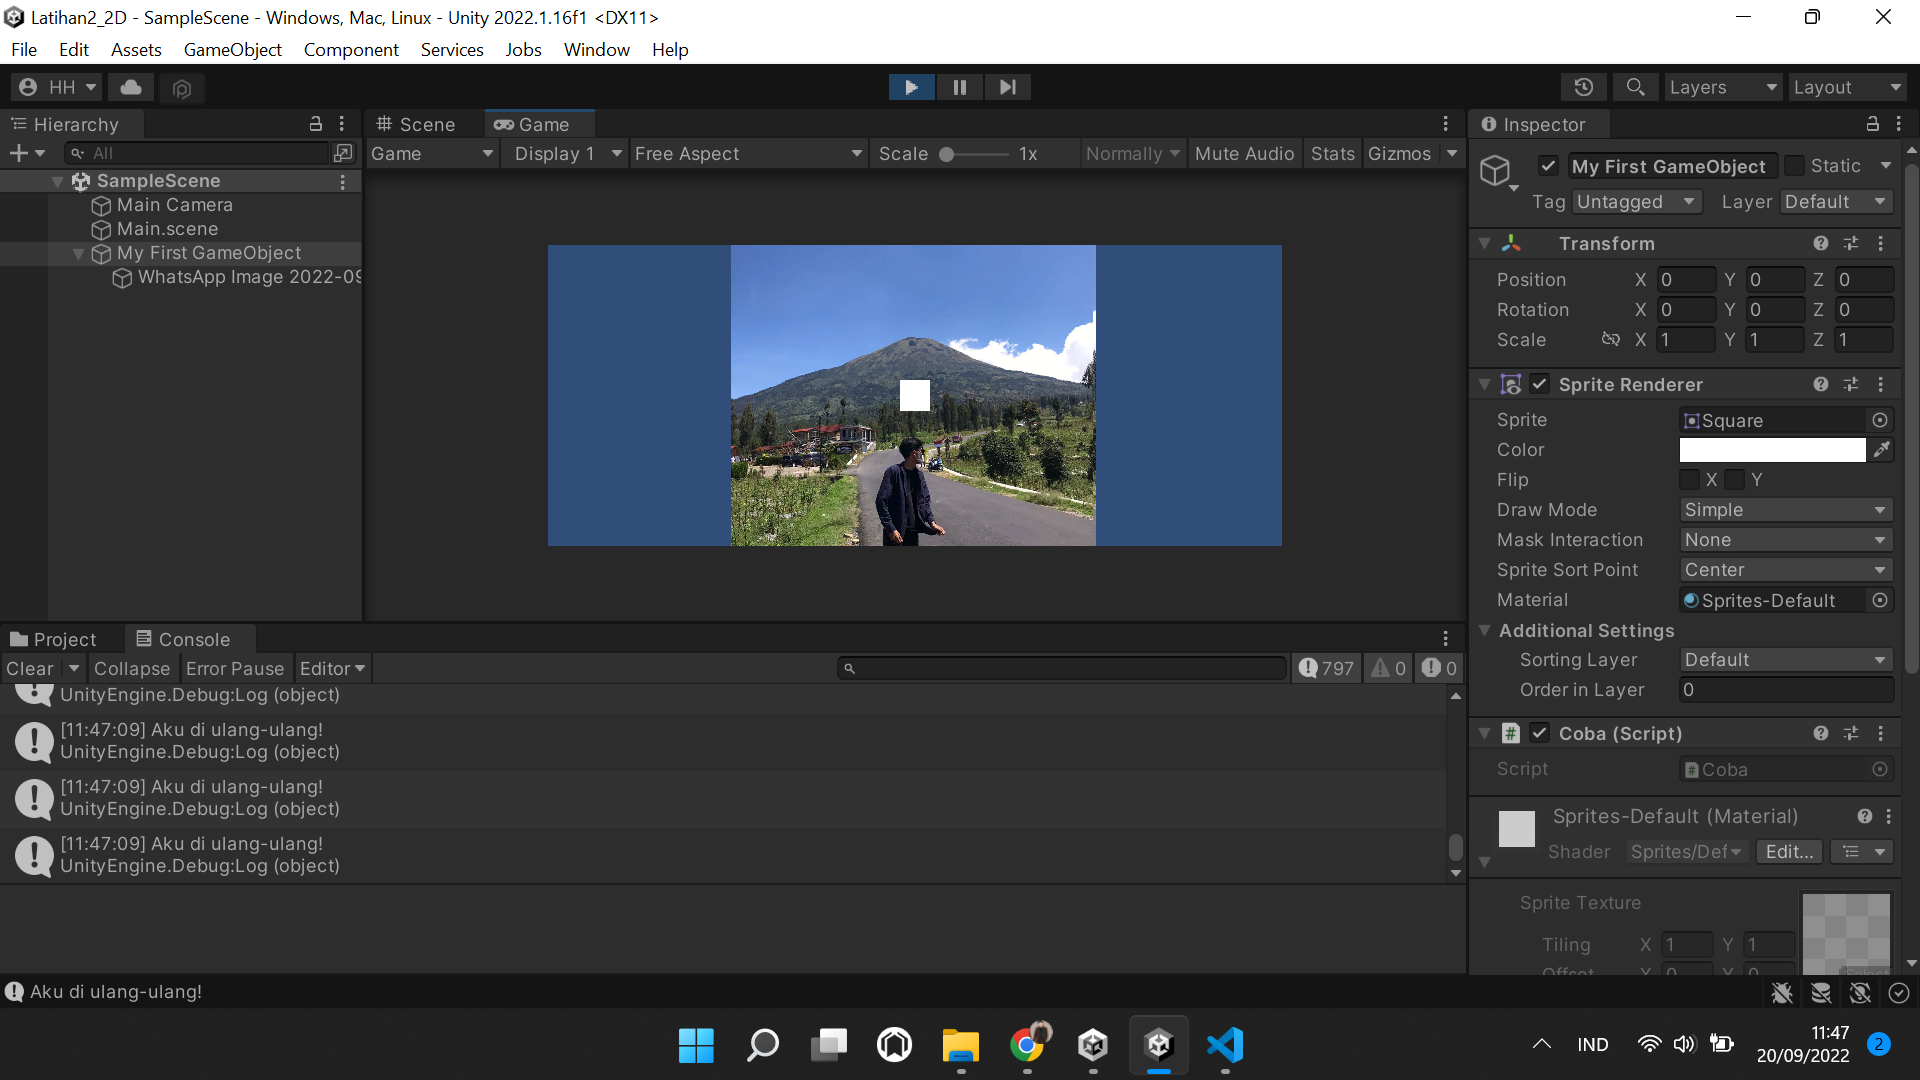 Latihan2_2D - SampleScene - Windows, Mac, Linux - Unity 2022.1.16f1 <DX11>
File Edit Assets GameObject Component Services Jobs Window Help
HH Layers Layout
Hierarchy
All
SampleScene
Main Camera
Main.scene
My First GameObject
WhatsApp Image 2022-09
Scene Game
Game Display 1 Free Aspect Scale 1x Normally Mute Audio Stats Gizmos
Project Console
Clear Collapse Error Pause Editor 797 0 0
UnityEngine.Debug:Log (object)
[11:47:09] Aku di ulang-ulang!
UnityEngine.Debug:Log (object)
[11:47:09] Aku di ulang-ulang!
UnityEngine.Debug:Log (object)
[11:47:09] Aku di ulang-ulang!
UnityEngine.Debug:Log (object)
Inspector
My First GameObject Static
Tag Untagged Layer Default
Transform
Position X 0 Y 0 Z 0
Rotation X 0 Y 0 Z 0
Scale X 1 Y 1 Z 1
Sprite Renderer
Sprite Square
Color
Flip X Y
Draw Mode Simple
Mask Interaction None
Sprite Sort Point Center
Material Sprites-Default
Additional Settings
Sorting Layer Default
Order in Layer 0
# Coba (Script)
Script Coba
Sprites-Default (Material)
Shader Sprites/Def Edit...
Sprite Texture
Tiling X 1 Y 1
Offset X 0 Y 0
Select
Aku di ulang-ulang!
IND 11:47
20/09/2022 2